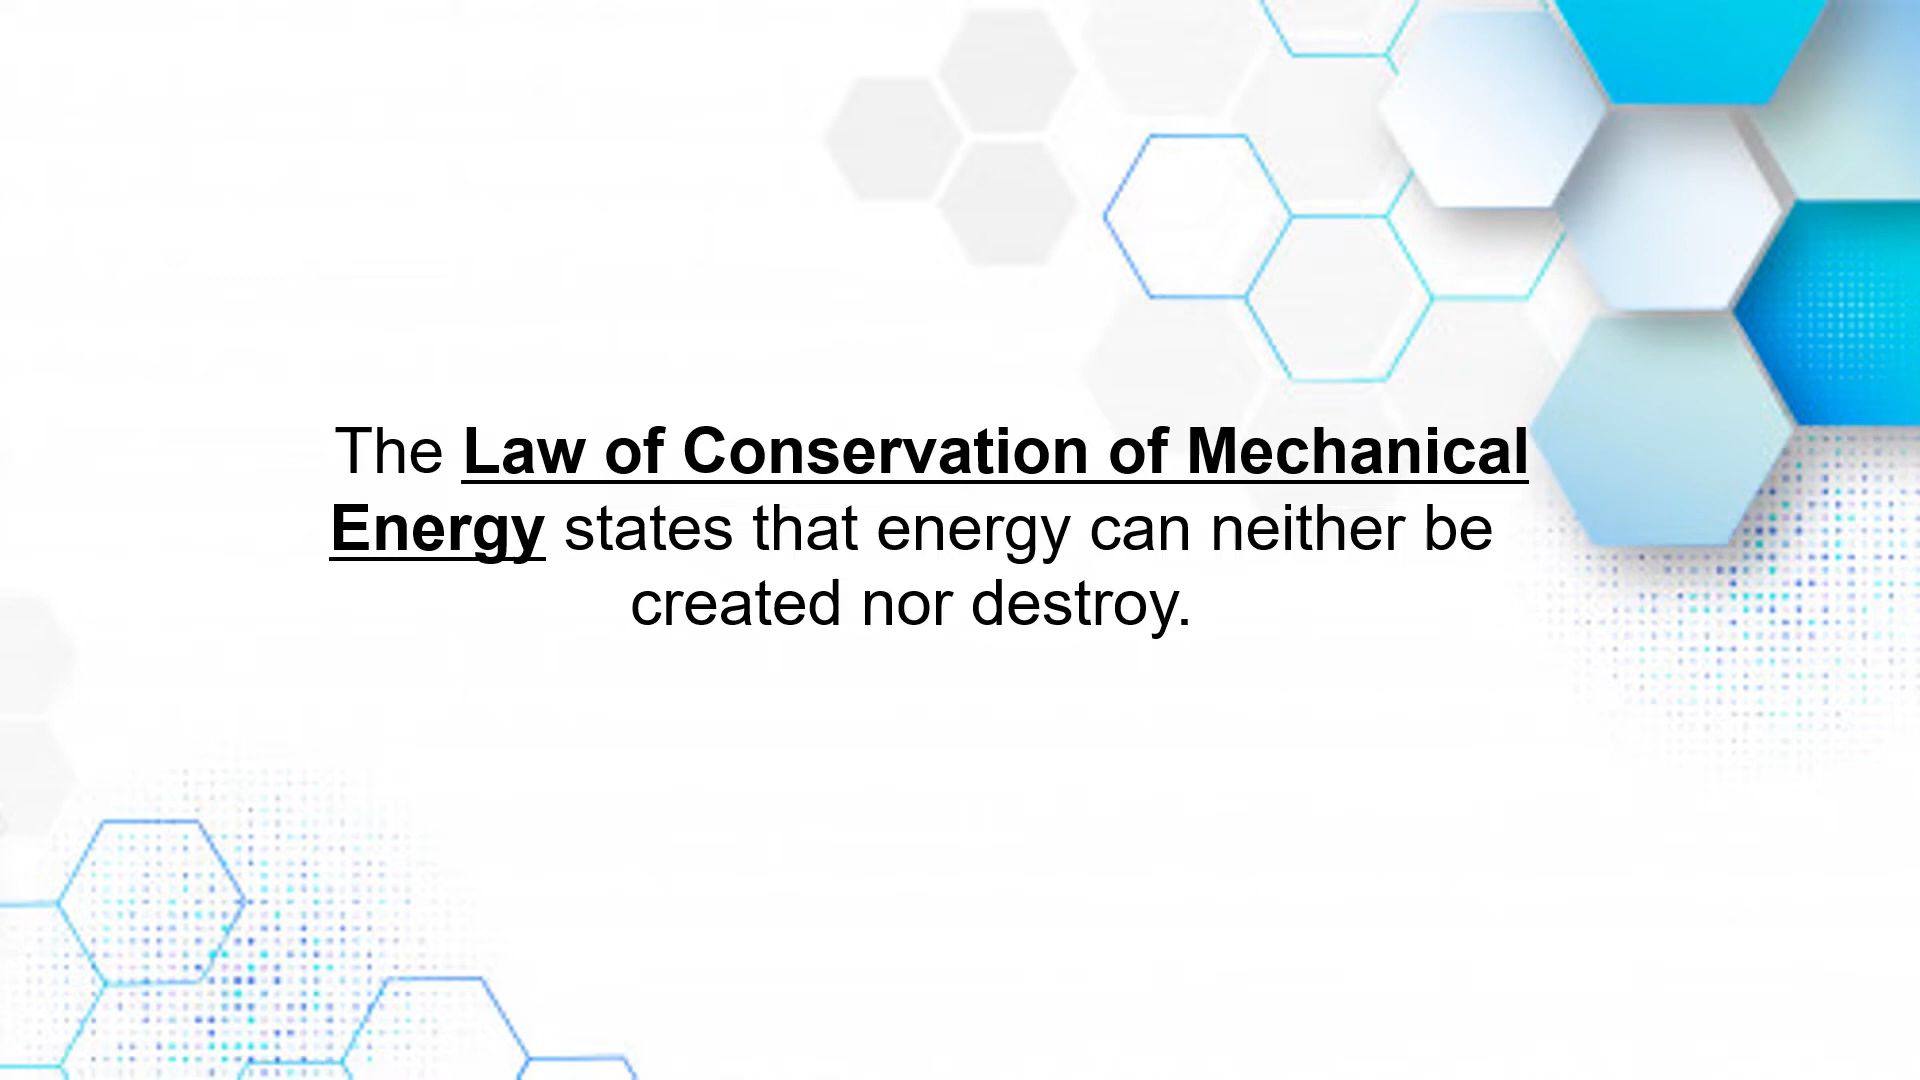 The Law of Conservation of Mechanical
Energy states that energy can neither be
created nor destroy.